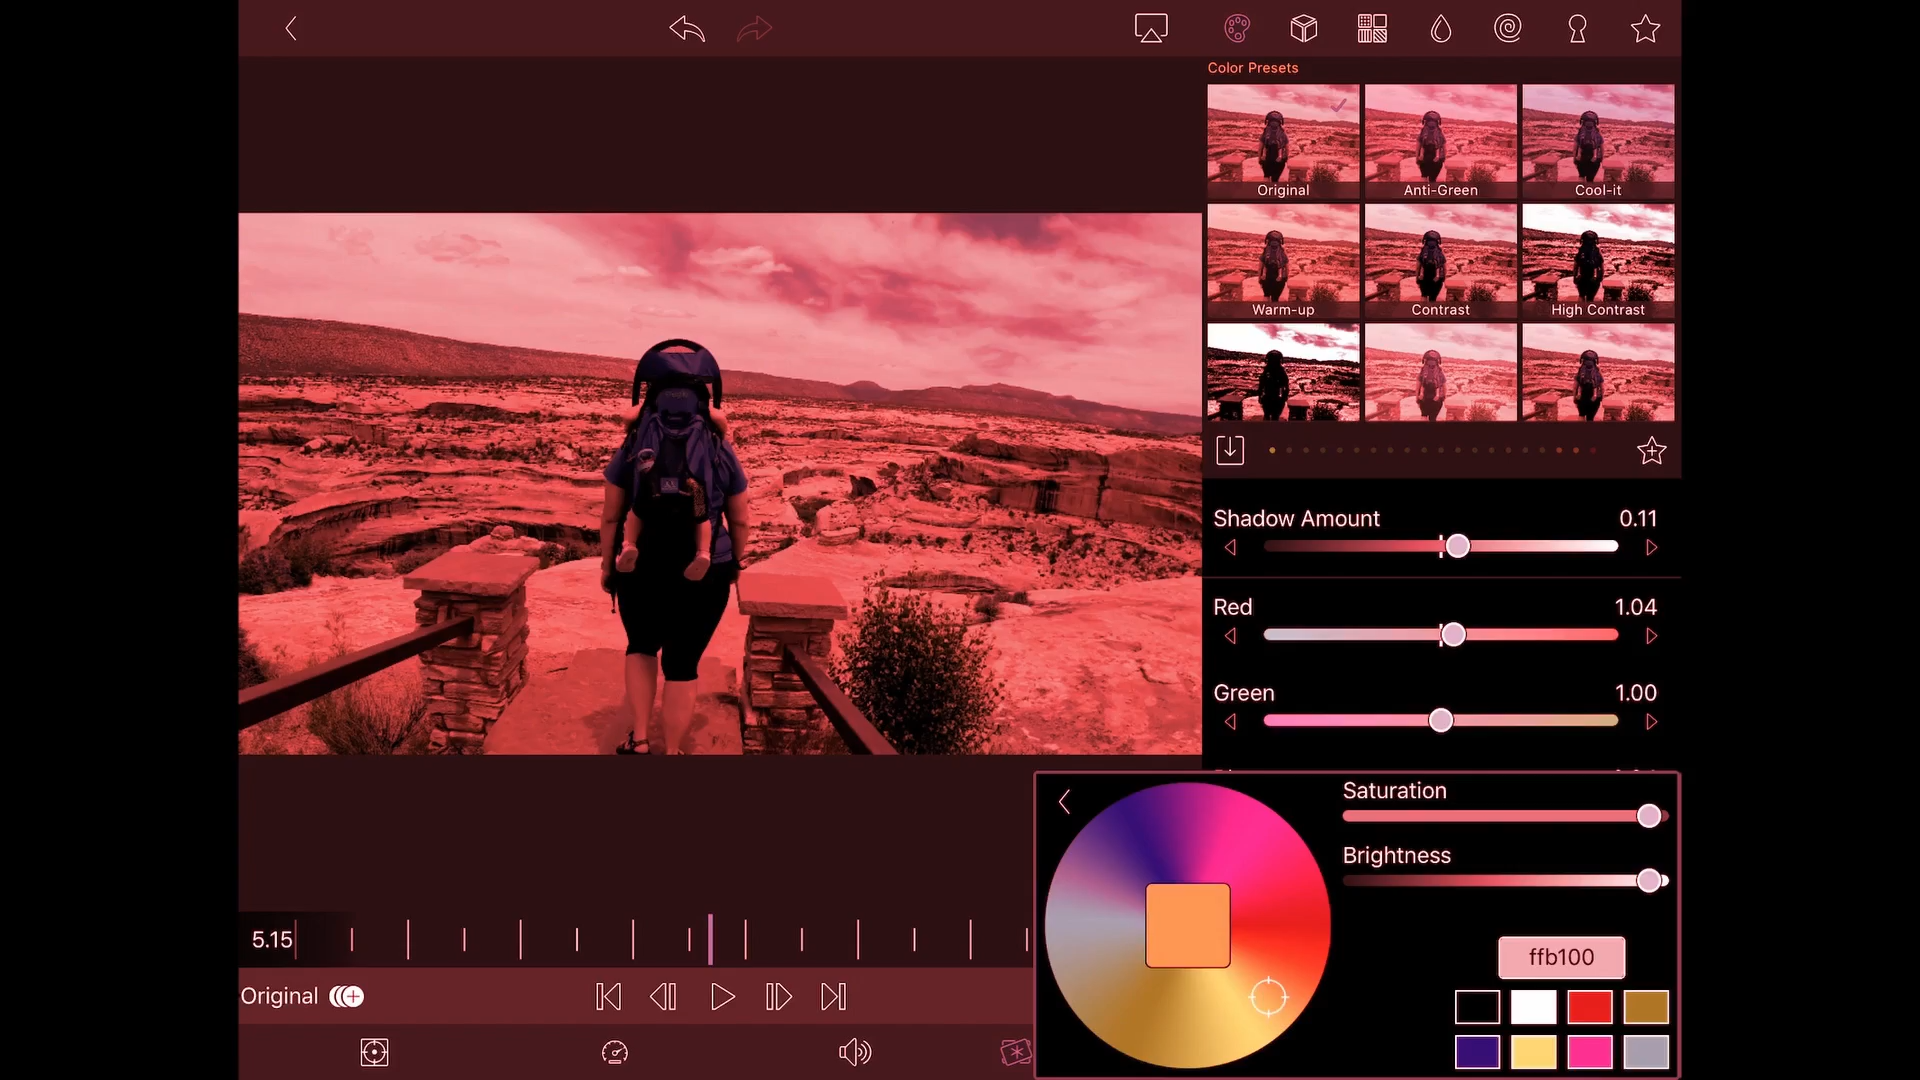 Color Presets
Original
Anti-Green
Cool-it
Warm-up
Contrast
High Contrast
Shadow Amount
0.11
Red
1.04
Green
1.00
Saturation
Brightness
ffb100
5.15
Original